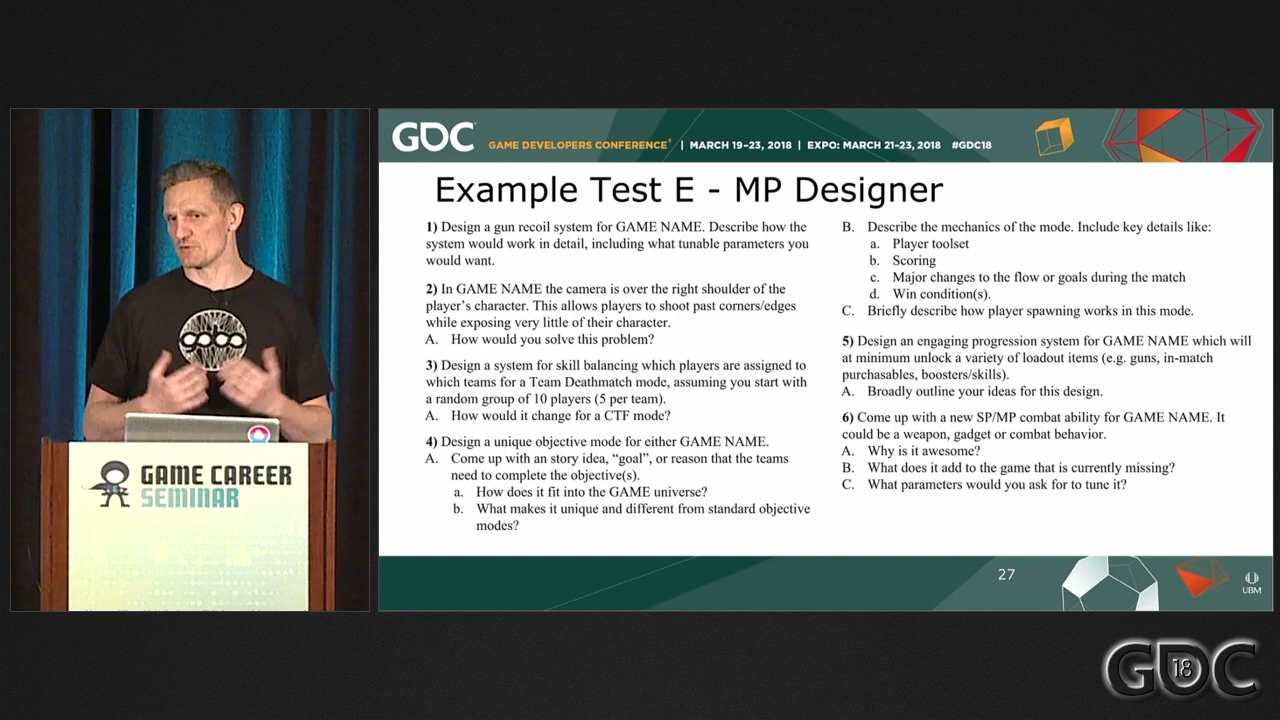 GDC
GAME DEVELOPERS CONFERENCE® | MARCH 19–23, 2018 | EXPO: MARCH 21–23, 2018 #GDC18
Example Test E - MP Designer
1) Design a gun recoil system for GAME NAME. Describe how the
system would work in detail, including what tunable parameters you
would want.
2) In GAME NAME the camera is over the right shoulder of the
player's character. This allows players to shoot past corners/edges
while exposing very little of their character.
A. How would you solve this problem?
3) Design a system for skill balancing which players are assigned to
which teams for a Team Deathmatch mode, assuming you start with
a random group of 10 players (5 per team).
A. How would it change for a CTF mode?
4) Design a unique objective mode for either GAME NAME.
A. Come up with an story idea, “goal”, or reason that the teams
need to complete the objective(s).
a. How does it fit into the GAME universe?
b. What makes it unique and different from standard objective
modes?
B. Describe the mechanics of the mode. Include key details like:
a. Player toolset
b. Scoring
c. Major changes to the flow or goals during the match
d. Win condition(s).
C. Briefly describe how player spawning works in this mode.
5) Design an engaging progression system for GAME NAME which will
at minimum unlock a variety of loadout items (e.g. guns, in-match
purchasables, boosters/skills).
A. Broadly outline your ideas for this design.
6) Come up with a new SP/MP combat ability for GAME NAME. It
could be a weapon, gadget or combat behavior.
A. Why is it awesome?
B. What does it add to the game that is currently missing?
C. What parameters would you ask for to tune it?
27
UBM
GAME CAREER
SEMINAR
GDC
18